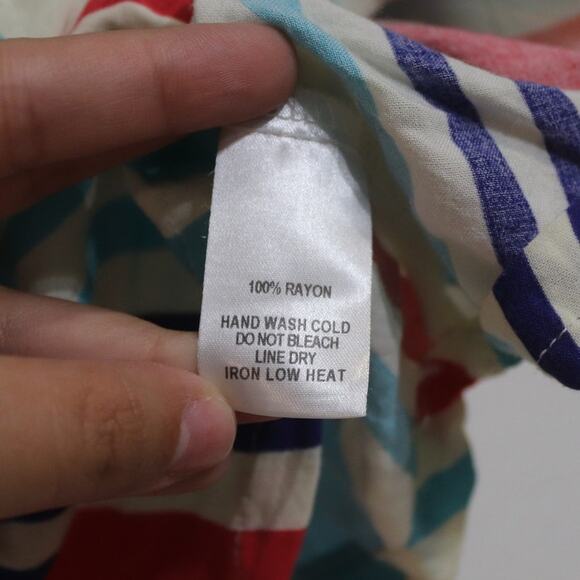 100% RAYON
HAND WASH COLD
DO NOT BLEACH
LINE DRY
IRON LOW HEAT